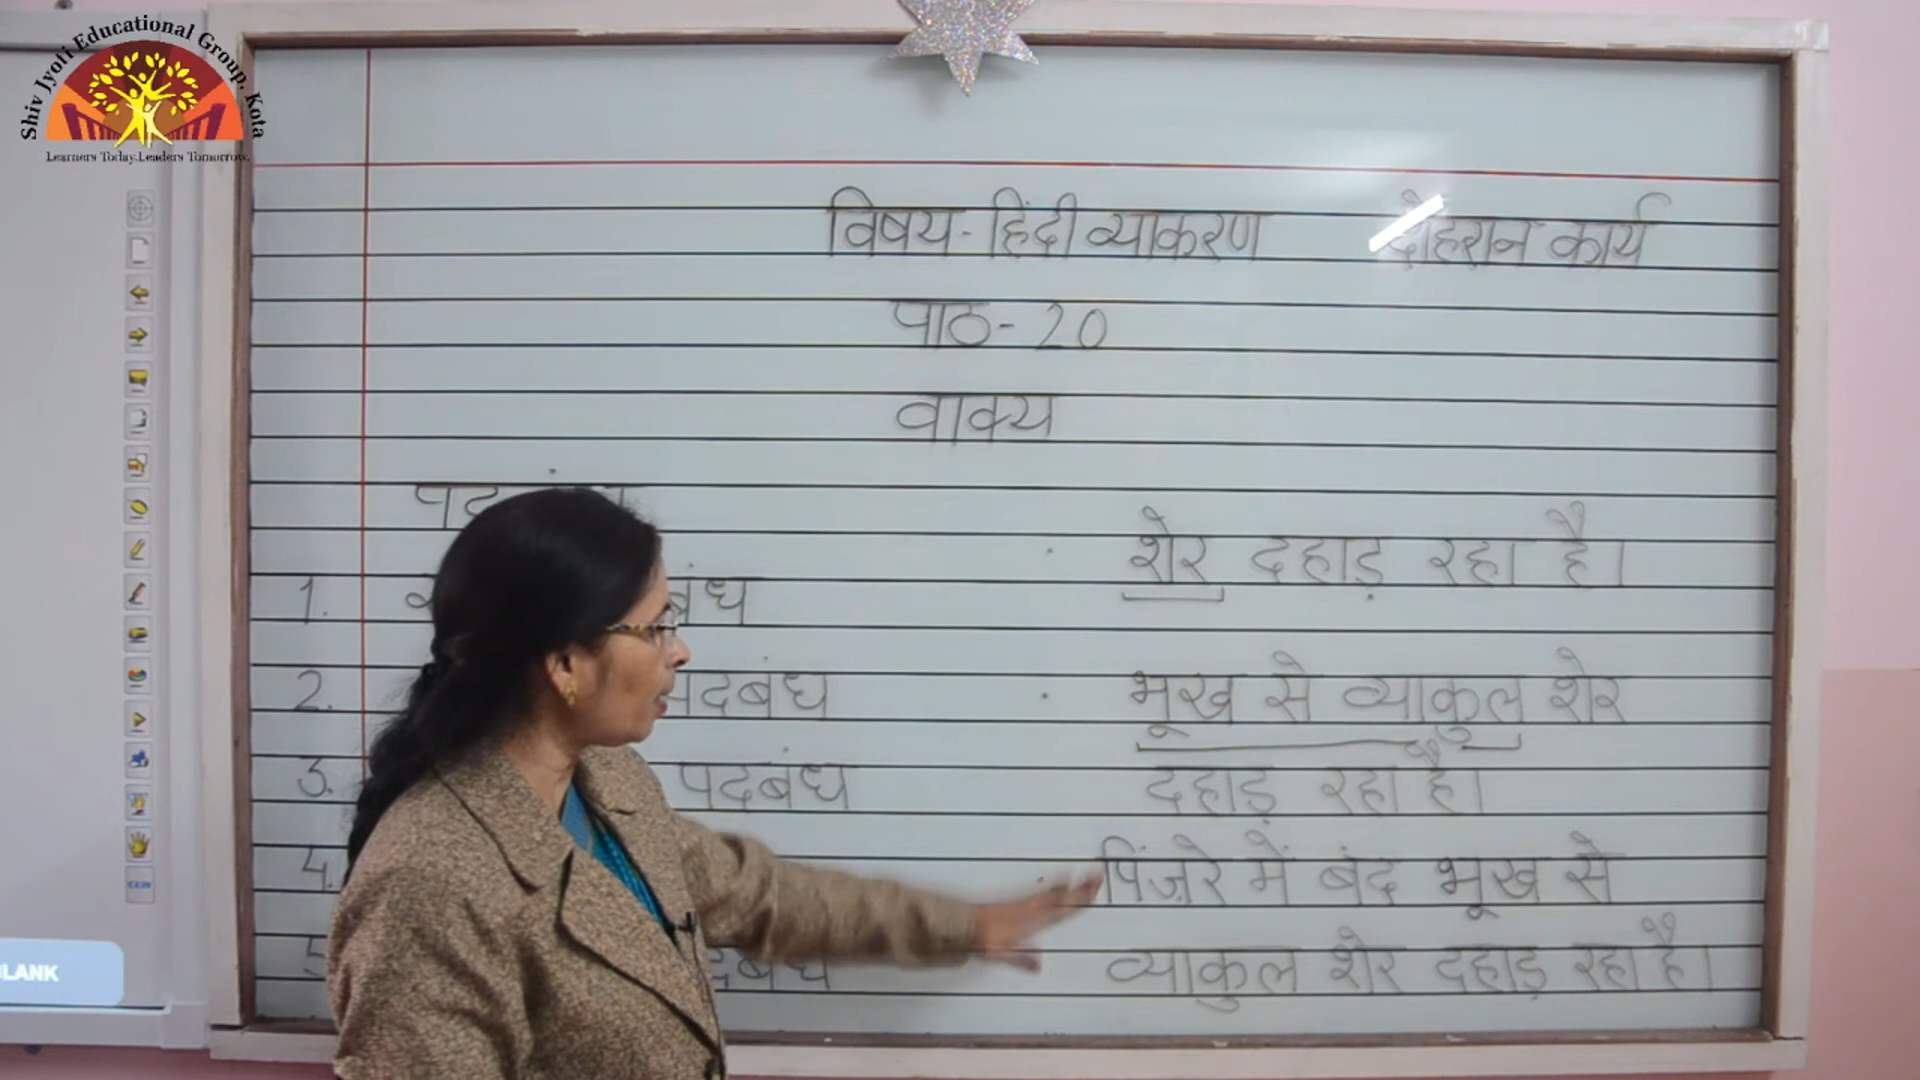 Shiv Jyoti Educational Group, Kota
Learners Today.Leaders Tomorrow.
विषय - हिंदी व्याकरण दौहरान कार्य
पाठ - 20
वाक्य
शेर दहाड़ रहा है।
1.
2. पदबंध भूख से व्याकुल शेर
3. पदबंध दहाड़ रहा है।
4. पिंजरे में बंद भूख से
5 व्याकुल शेर दहाड़ रहा है।
LANK